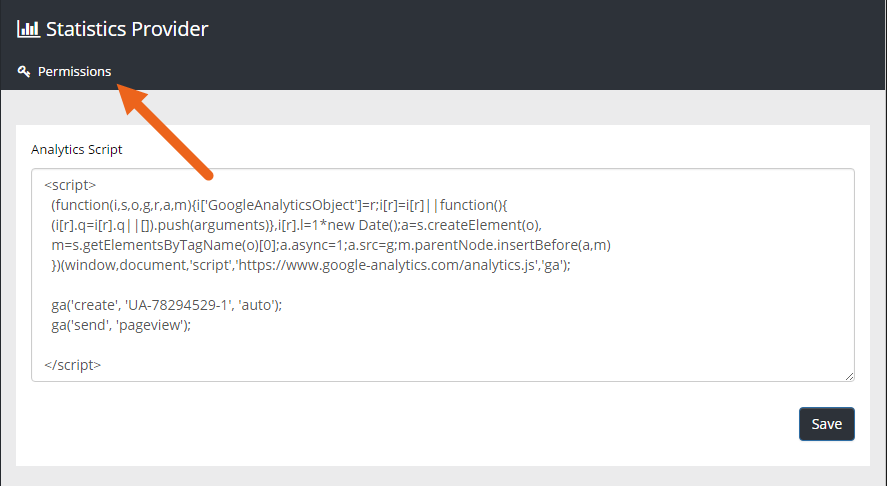 Statistics Provider
Permissions
Analytics Script
<script>
(function(i,s,o,g,r,a,m){i['GoogleAnalyticsObject']=r;i[r]=i[r]||function(){
(i[r].q=i[r].q||[]).push(arguments)},i[r].l=1*new Date();a=s.createElement(o),
m=s.getElementsByTagName(o)[0];a.async=1;a.src=g;m.parentNode.insertBefore(a,m)
})(window,document,'script','https://www.google-analytics.com/analytics.js','ga');
ga('create', 'UA-78294529-1', 'auto');
ga('send', 'pageview');
</script>
Save